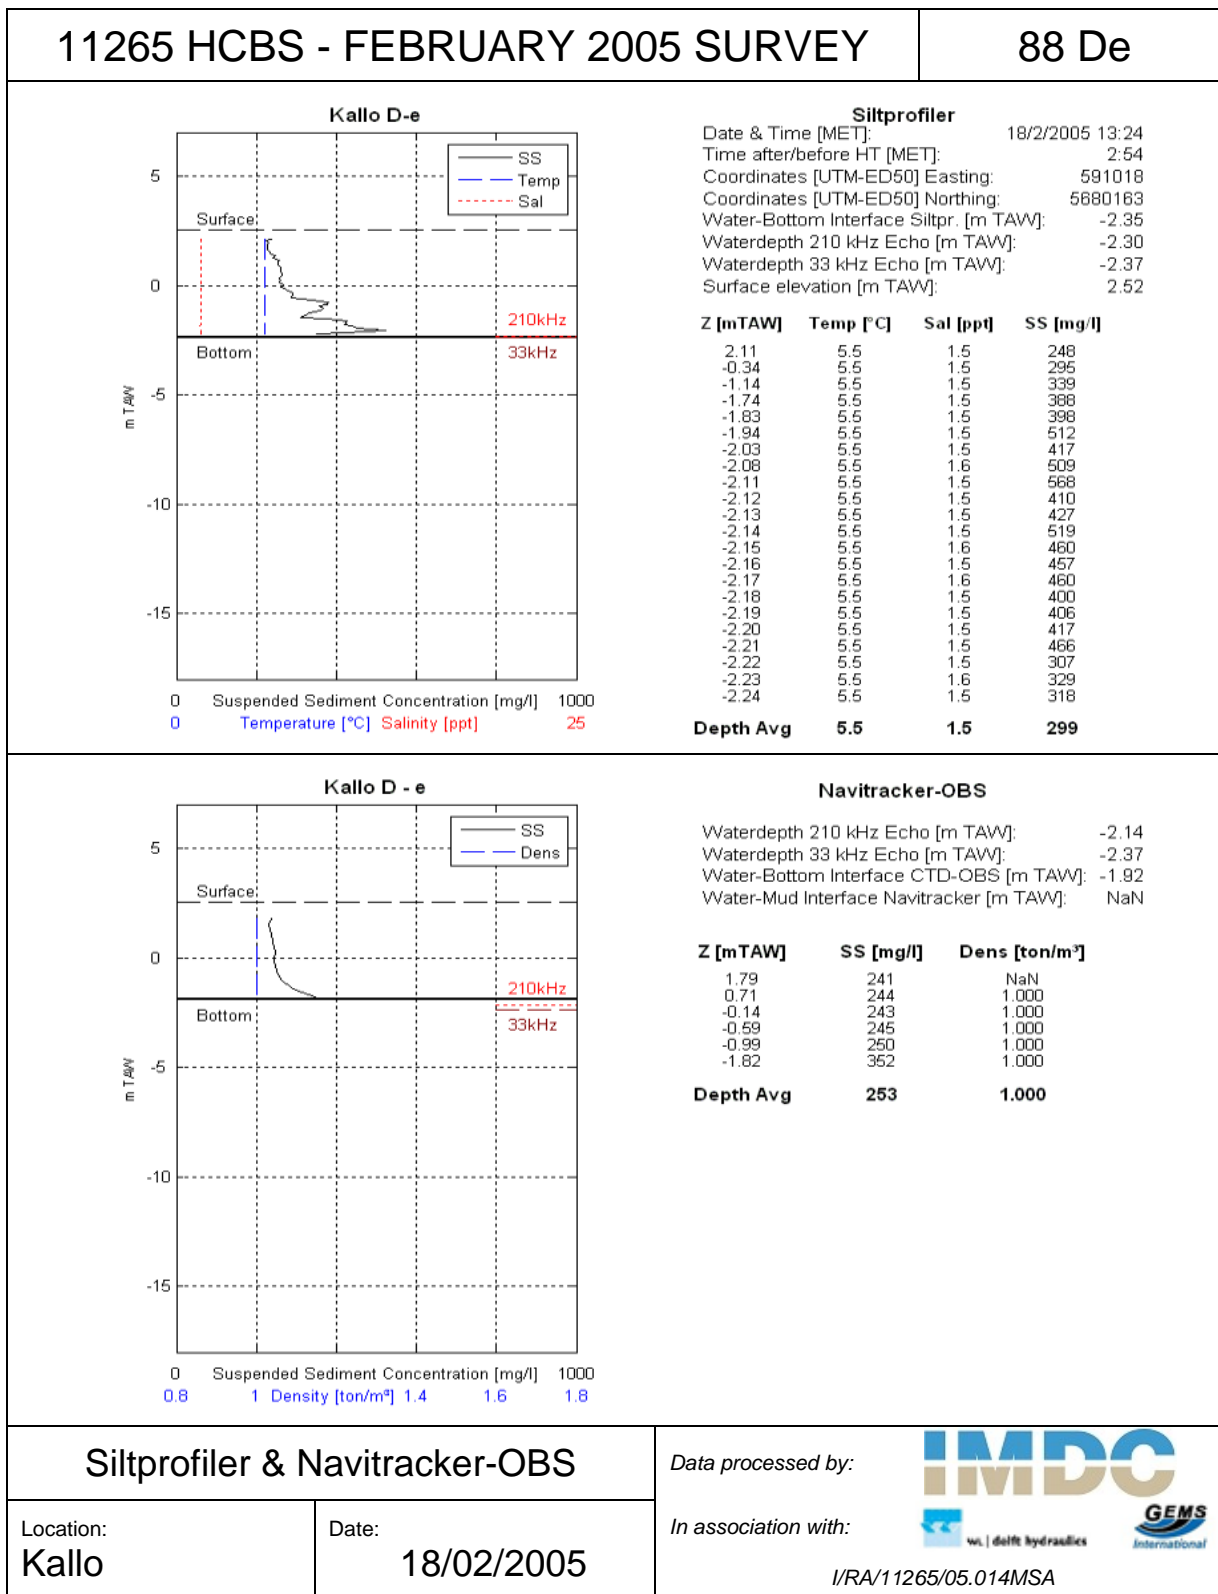 11265 HCBS - FEBRUARY 2005 SURVEY
88 De
Kallo D-e
SS
Temp
Sal
5
0
-5
-10
-15
m TAW
Surface
Bottom
210kHz
33kHz
0 Suspended Sediment Concentration [mg/l] 1000
0 Temperature [°C] Salinity [ppt] 25
Siltprofiler
Date & Time [MET]: 18/2/2005 13:24
Time after/before HT [MET]: 2:54
Coordinates [UTM-ED50] Easting: 591018
Coordinates [UTM-ED50] Northing: 5680163
Water-Bottom Interface Siltpr. [m TAW]: -2.35
Waterdepth 210 kHz Echo [m TAW]: -2.30
Waterdepth 33 kHz Echo [m TAW]: -2.37
Surface elevation [m TAW]: 2.52
Z [mTAW] Temp [°C] Sal [ppt] SS [mg/l]
2.11 5.5 1.5 248
-0.34 5.5 1.5 295
-1.14 5.5 1.5 339
-1.74 5.5 1.5 388
-1.83 5.5 1.5 398
-1.94 5.5 1.5 512
-2.03 5.5 1.5 417
-2.08 5.5 1.6 509
-2.11 5.5 1.5 568
-2.12 5.5 1.5 410
-2.13 5.5 1.5 427
-2.14 5.5 1.5 519
-2.15 5.5 1.6 460
-2.16 5.5 1.5 457
-2.17 5.5 1.6 460
-2.18 5.5 1.5 400
-2.19 5.5 1.5 406
-2.20 5.5 1.5 417
-2.21 5.5 1.5 466
-2.22 5.5 1.5 307
-2.23 5.5 1.6 329
-2.24 5.5 1.5 318
Depth Avg 5.5 1.5 299
Kallo D - e
SS
Dens
5
0
-5
-10
-15
m TAW
Surface
Bottom
210kHz
33kHz
0 Suspended Sediment Concentration [mg/l] 1000
0.8 1 Density [ton/m³] 1.4 1.6 1.8
Navitracker-OBS
Waterdepth 210 kHz Echo [m TAW]: -2.14
Waterdepth 33 kHz Echo [m TAW]: -2.37
Water-Bottom Interface CTD-OBS [m TAW]: -1.92
Water-Mud Interface Navitracker [m TAW]: NaN
Z [mTAW] SS [mg/l] Dens [ton/m³]
1.79 241 NaN
0.71 244 1.000
-0.14 243 1.000
-0.59 245 1.000
-0.99 250 1.000
-1.82 352 1.000
Depth Avg 253 1.000
Siltprofiler & Navitracker-OBS
Location:
Kallo
Date:
18/02/2005
Data processed by:
IMDC
In association with:
wl | delft hydraulics
GEMS
International
I/RA/11265/05.014MSA